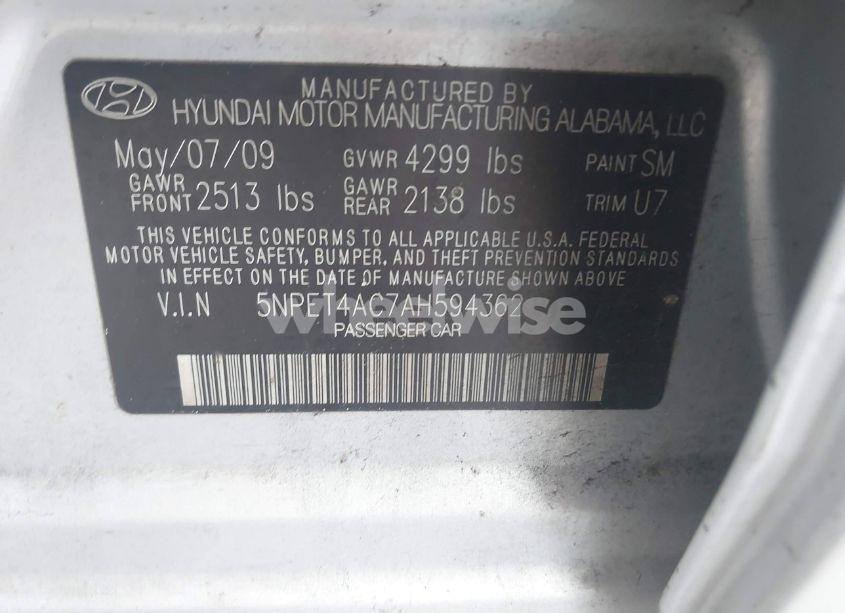 MANUFACTURED BY
HYUNDAI MOTOR MANUFACTURING ALABAMA, LLC
May/07/09 GVWR 4299 lbs PAINT SM
GAWR FRONT 2513 lbs GAWR REAR 2138 lbs TRIM U7
THIS VEHICLE CONFORMS TO ALL APPLICABLE U.S.A. FEDERAL
MOTOR VEHICLE SAFETY, BUMPER, AND THEFT PREVENTION STANDARDS
IN EFFECT ON THE DATE OF MANUFACTURE SHOWN ABOVE
V.I.N 5NPET4AC7AH594362
wheelwise
PASSENGER CAR